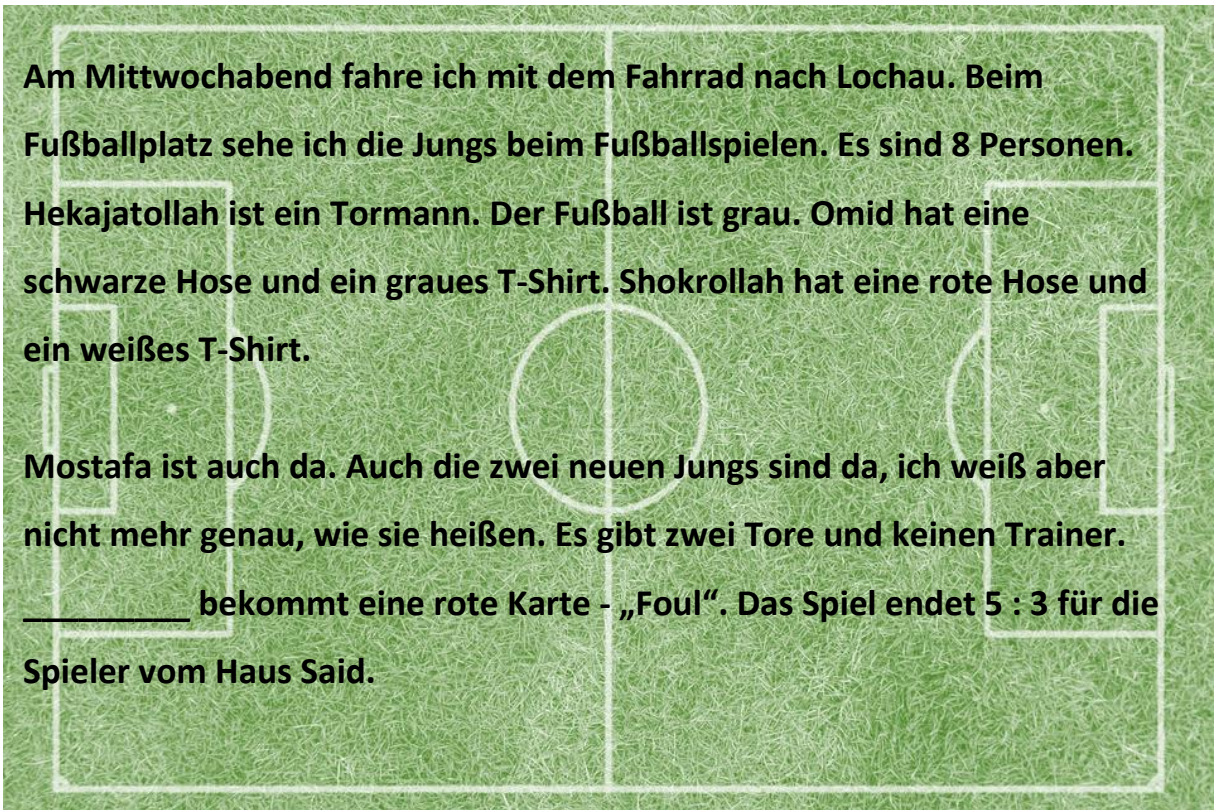 Am Mittwochabend fahre ich mit dem Fahrrad nach Lochau. Beim
Fußballplatz sehe ich die Jungs beim Fußballspielen. Es sind 8 Personen.
Hekajatollah ist ein Tormann. Der Fußball ist grau. Omid hat eine
schwarze Hose und ein graues T-Shirt. Shokrollah hat eine rote Hose und
ein weißes T-Shirt.
Mostafa ist auch da. Auch die zwei neuen Jungs sind da, ich weiß aber
nicht mehr genau, wie sie heißen. Es gibt zwei Tore und keinen Trainer.
_________ bekommt eine rote Karte - „Foul“. Das Spiel endet 5 : 3 für die
Spieler vom Haus Said.